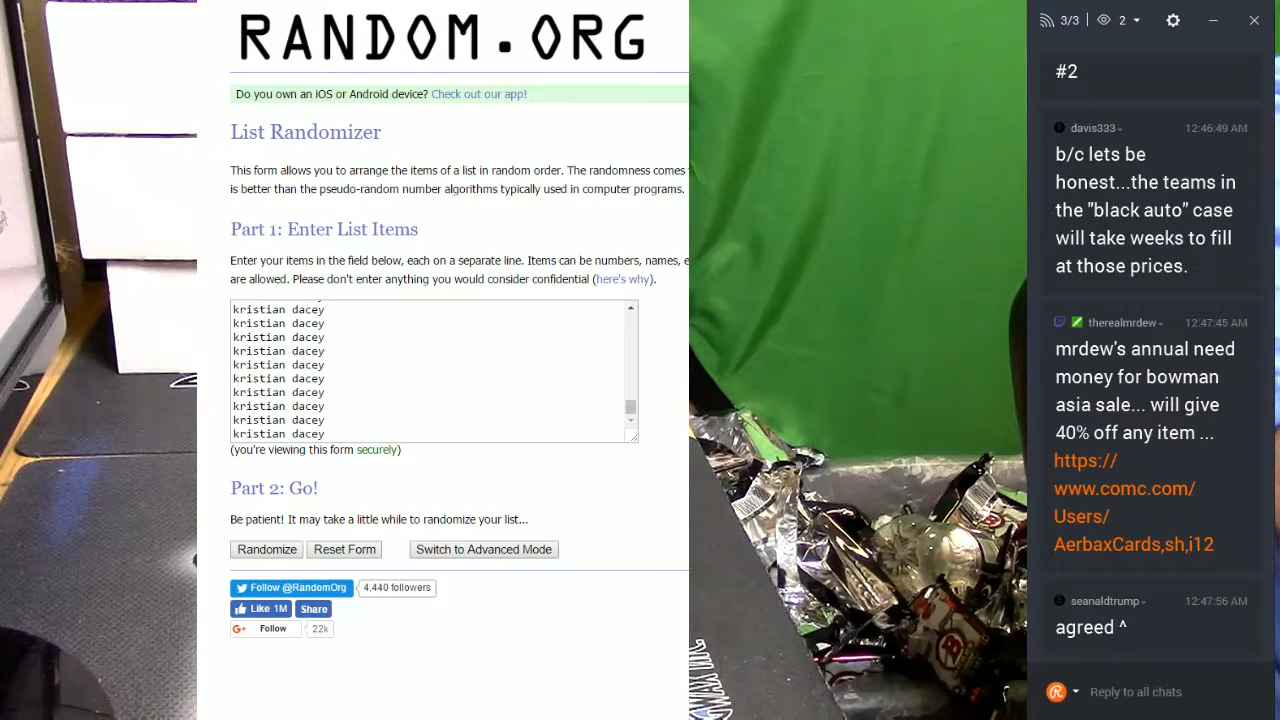 RANDOM.ORG
Do you own an iOS or Android device? Check out our app!
List Randomizer
This form allows you to arrange the items of a list in random order. The randomness comes
is better than the pseudo-random number algorithms typically used in computer programs.
Part 1: Enter List Items
Enter your items in the field below, each on a separate line. Items can be numbers, names, e
are allowed. Please don't enter anything you would consider confidential (here's why).
kristian dacey
kristian dacey
kristian dacey
kristian dacey
kristian dacey
kristian dacey
kristian dacey
kristian dacey
kristian dacey
kristian dacey
(you're viewing this form securely)
Part 2: Go!
Be patient! It may take a little while to randomize your list...
Randomize Reset Form Switch to Advanced Mode
Follow @RandomOrg 4,440 followers
Like 1M Share
G+ Follow 22k
3/3 2
#2
davis333 12:46:49 AM
b/c lets be
honest...the teams in
the "black auto" case
will take weeks to fill
at those prices.
therealmrdew 12:47:45 AM
mrdew's annual need
money for bowman
asia sale... will give
40% off any item ...
https://
www.comc.com/
Users/
AerbaxCards,sh,i12
seanaldtrump 12:47:56 AM
agreed ^
Reply to all chats